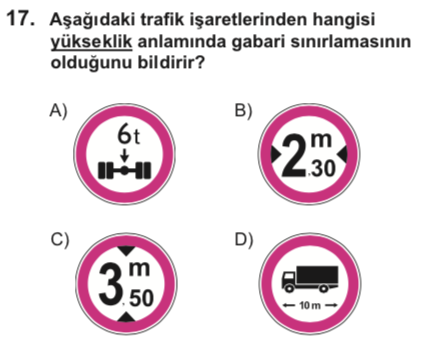 17. Aşağıdaki trafik işaretlerinden hangisi
yükseklik anlamında gabari sınırlamasının
olduğunu bildirir?
A)
6t
B)
2.30 m
C)
3.50 m
D)
10 m